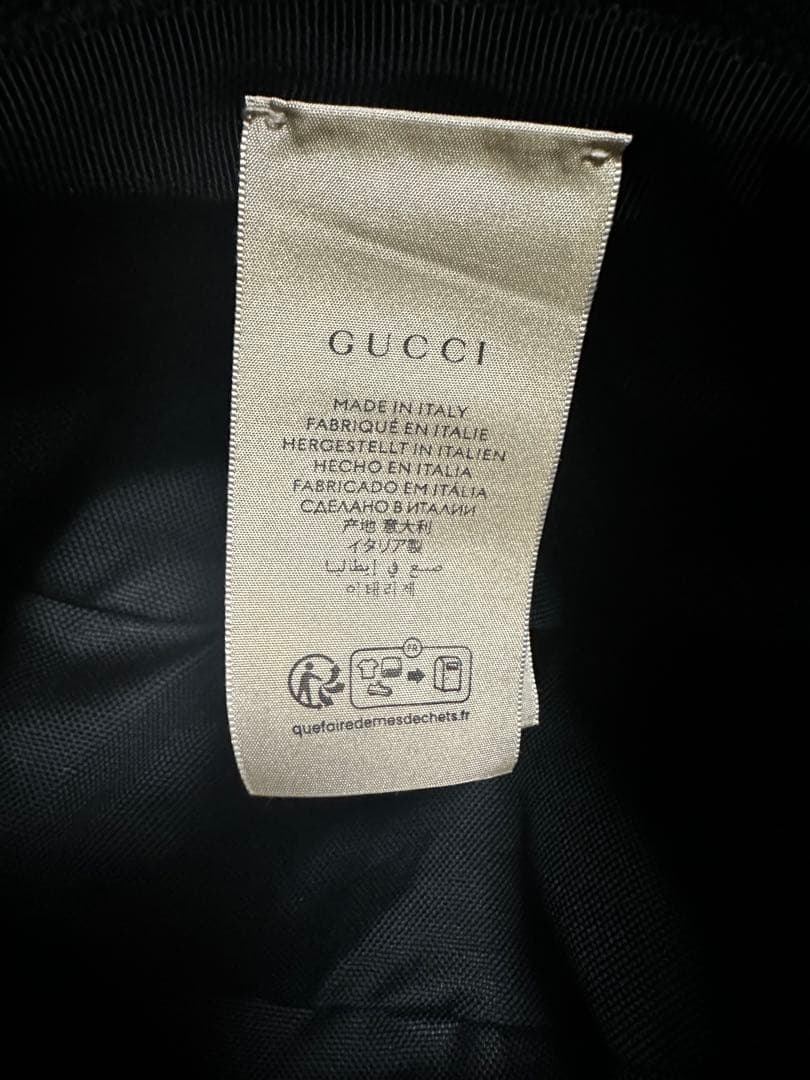 GUCCI
MADE IN ITALY
FABRIQUÉ EN ITALIE
HERGESTELLT IN ITALIEN
HECHO EN ITALIA
FABRICADO EM ITÁLIA
СДЕЛАНО В ИТАЛИИ
产地 意大利
イタリア製
صنع في إيطاليا
이태리제
FR
quefairedemesdechets.fr